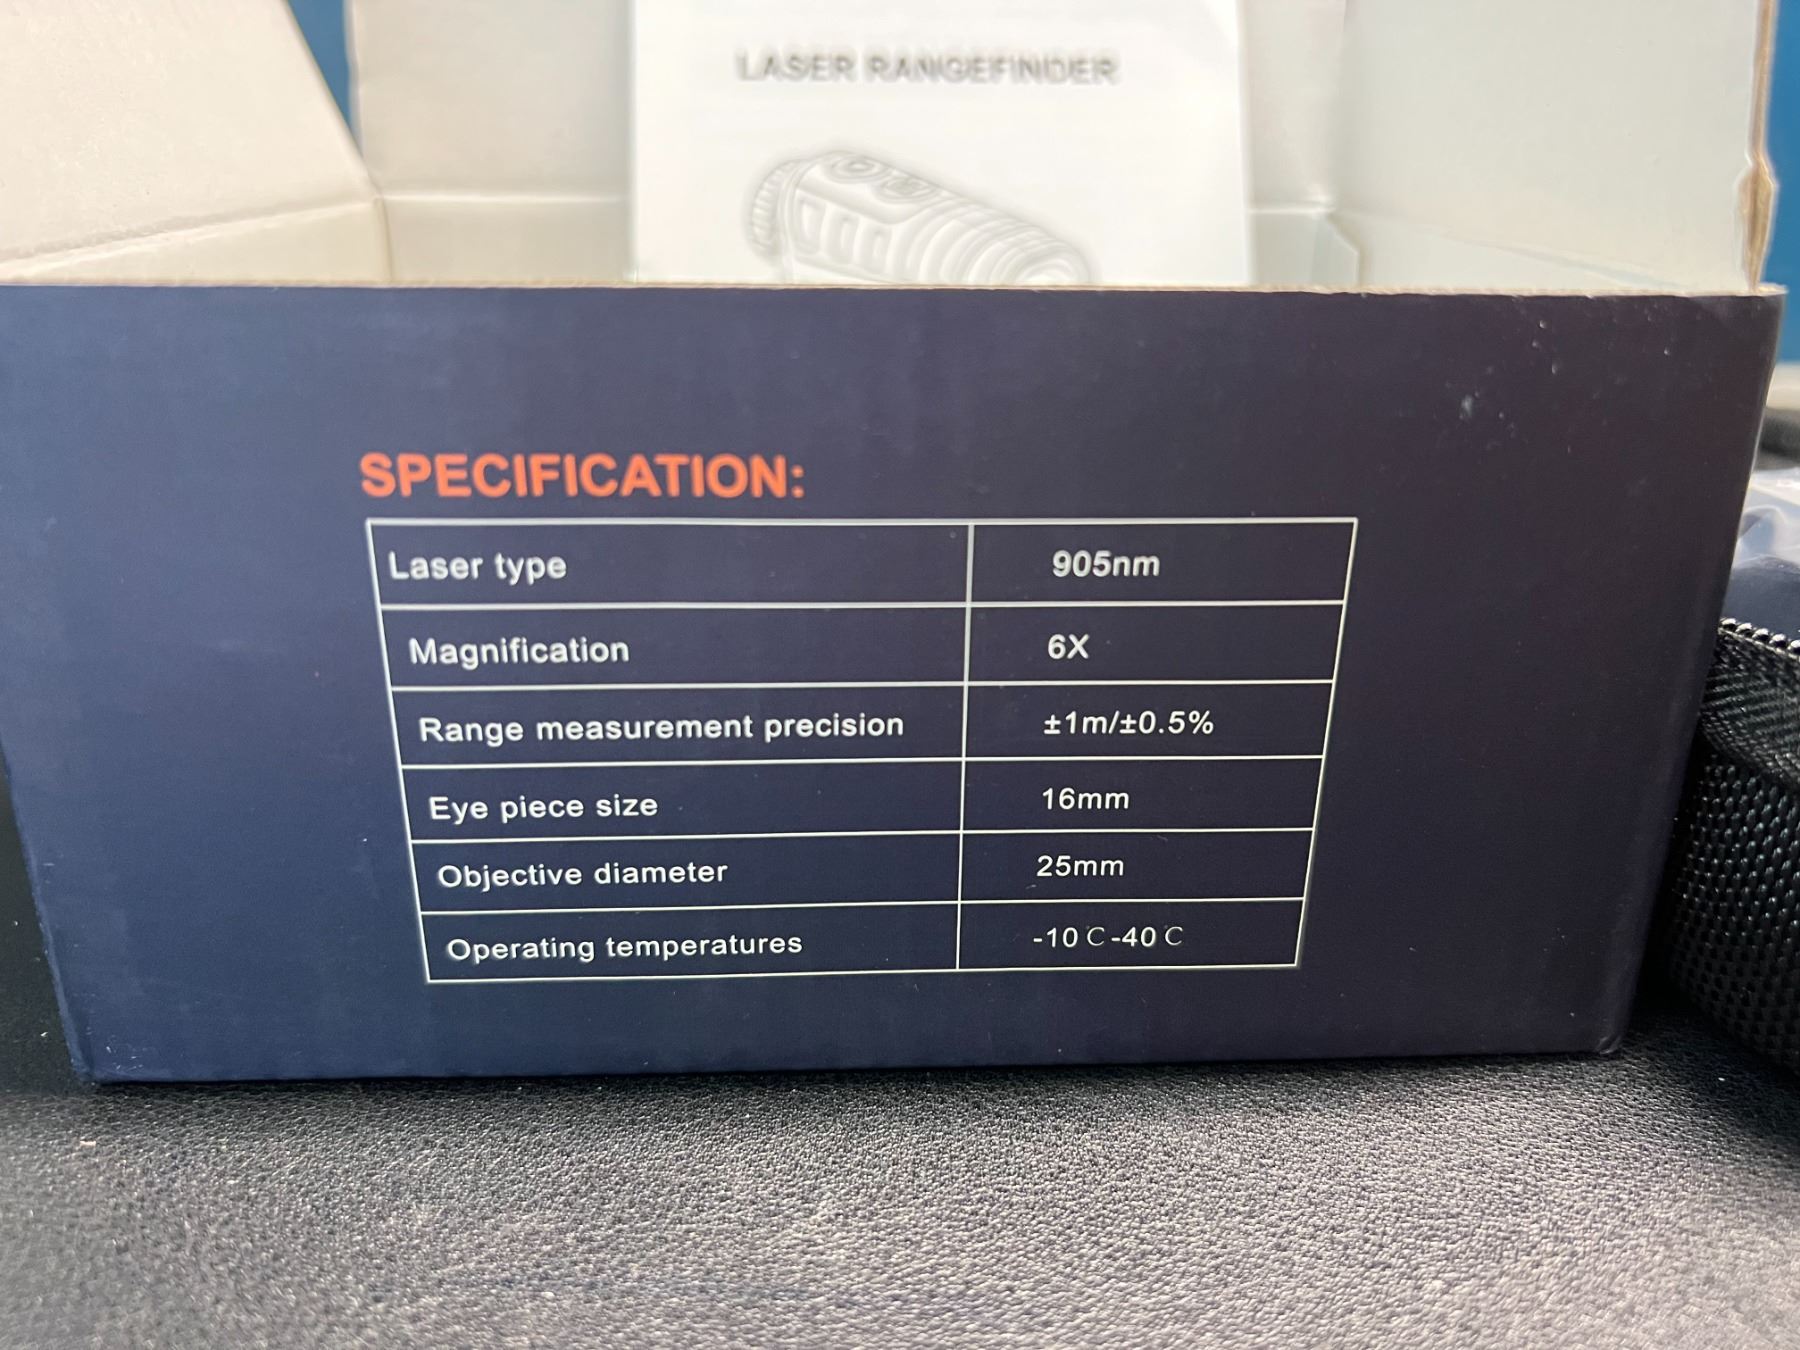 LASER RANGEFINDER
SPECIFICATION:
Laser type 905nm
Magnification 6X
Range measurement precision ±1m/±0.5%
Eye piece size 16mm
Objective diameter 25mm
Operating temperatures -10℃-40℃